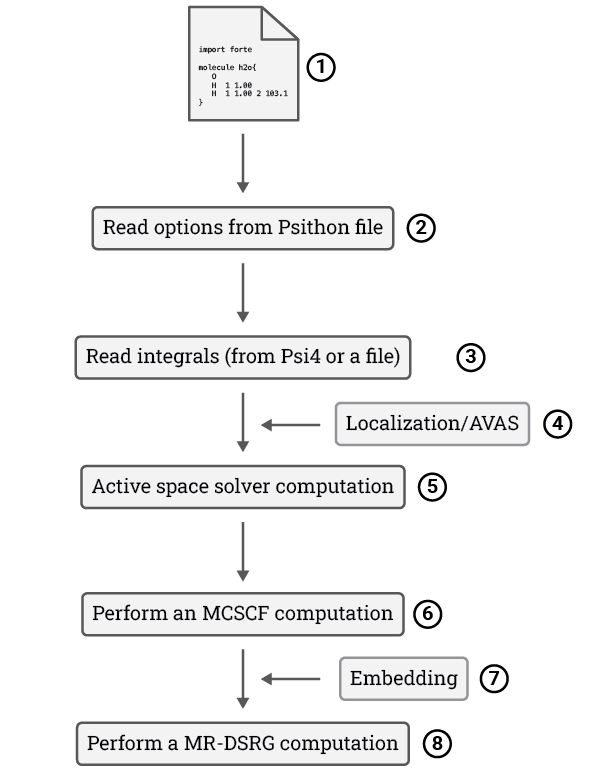 import forte
molecule h2o{
O
H 1 1.00
H 1 1.00 2 103.1
}
1
Read options from Psithon file
2
Read integrals (from Psi4 or a file)
3
Localization/AVAS
4
Active space solver computation
5
Perform an MCSCF computation
6
Embedding
7
Perform a MR-DSRG computation
8